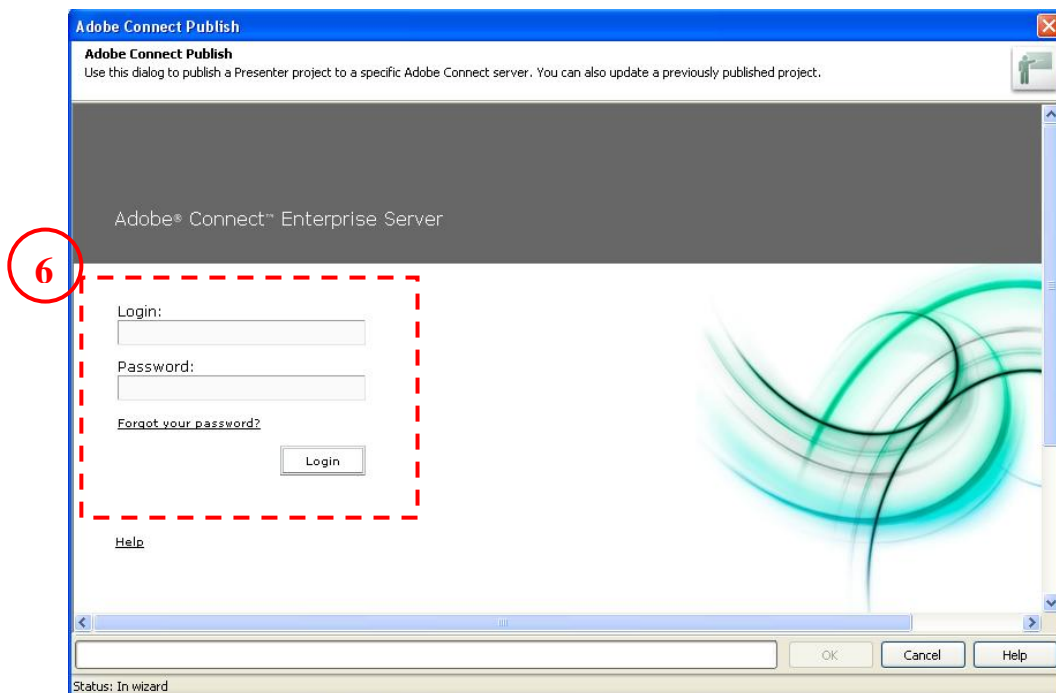 Adobe Connect Publish
Adobe Connect Publish
Use this dialog to publish a Presenter project to a specific Adobe Connect server. You can also update a previously published project.
Adobe® Connect™ Enterprise Server
6
Login:
Password:
Forgot your password?
Login
Help
OK Cancel Help
Status: In wizard